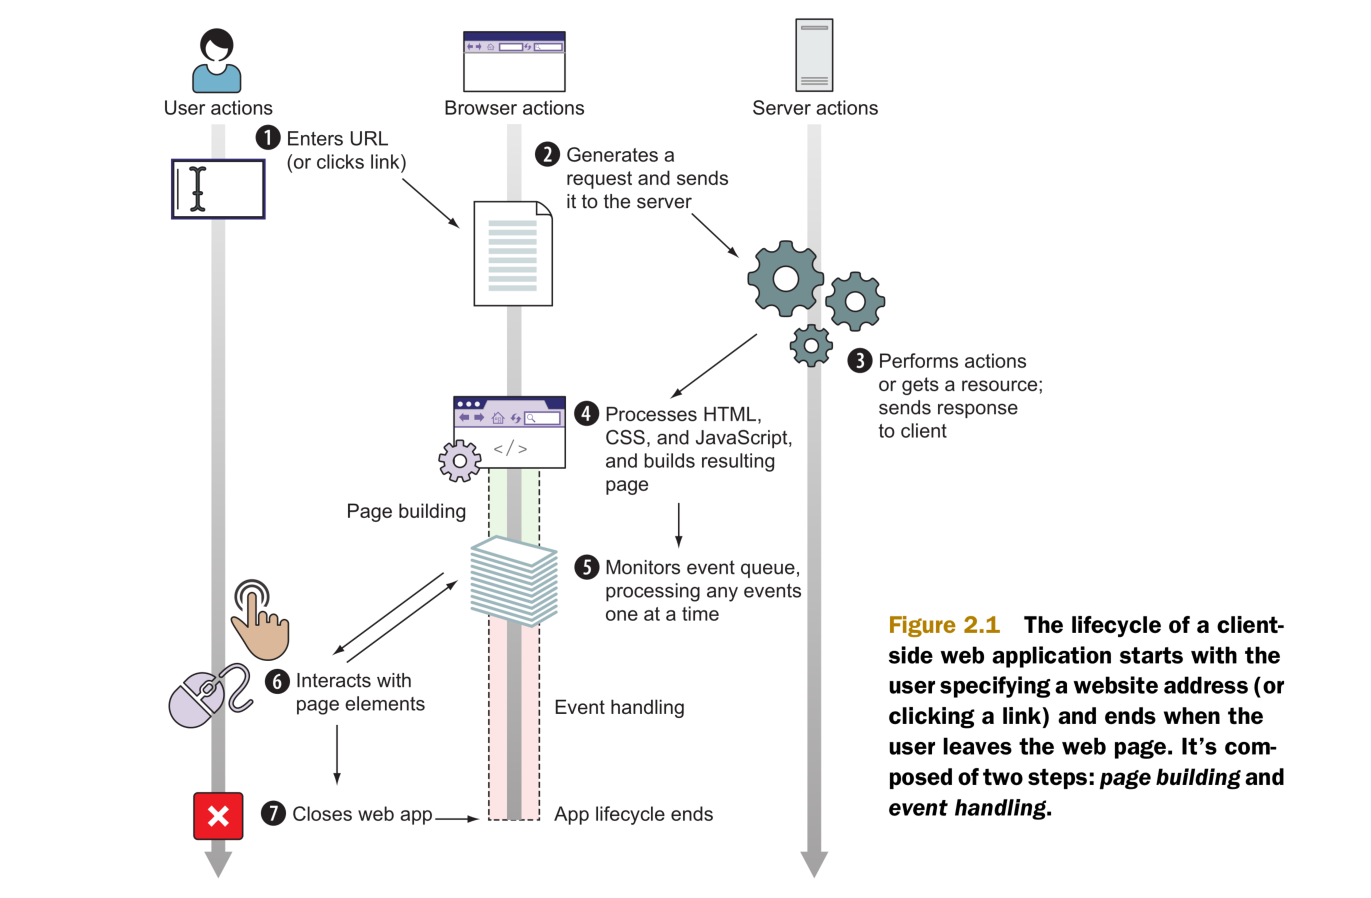 User actions
Browser actions
Server actions
1 Enters URL
(or clicks link)
2 Generates a
request and sends
it to the server
3 Performs actions
or gets a resource;
sends response
to client
4 Processes HTML,
CSS, and JavaScript,
and builds resulting
page
</>
Page building
5 Monitors event queue,
processing any events
one at a time
6 Interacts with
page elements
Event handling
7 Closes web app
App lifecycle ends
Figure 2.1 The lifecycle of a client-
side web application starts with the
user specifying a website address (or
clicking a link) and ends when the
user leaves the web page. It's com-
posed of two steps: page building and
event handling.